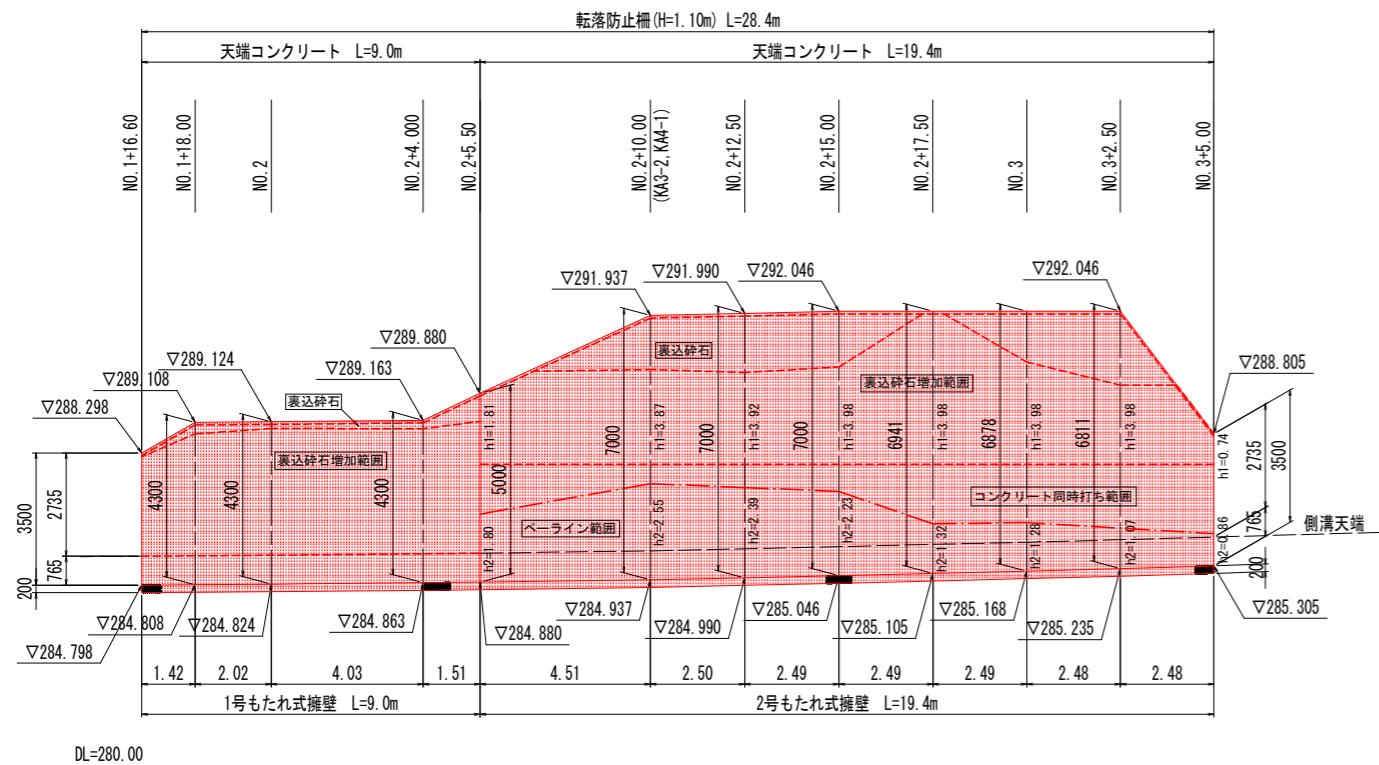 転落防止柵(H=1.10m) L=28.4m
天端コンクリート L=9.0m
天端コンクリート L=19.4m
NO.1+16.60
NO.1+18.00
NO.2
NO.2+4.000
NO.2+5.50
NO.2+10.00
(KA3-2,KA4-1)
NO.2+12.50
NO.2+15.00
NO.2+17.50
NO.3
NO.3+2.50
NO.3+5.00
▽291.937
▽291.990
▽292.046
▽292.046
▽289.880
▽289.163
▽289.124
▽289.108
▽288.298
▽288.805
裏込砕石
裏込砕石
裏込砕石増加範囲
裏込砕石増加範囲
コンクリート同時打ち範囲
ペーライン範囲
側溝天端
3500
2735
765
200
4300
4300
4300
5000
h1=1.81
h2=1.80
7000
h1=3.87
h2=2.55
7000
h1=3.92
h2=2.39
7000
h1=3.98
h2=2.23
6941
h1=3.98
h2=1.32
6878
h1=3.98
h2=1.28
6811
h1=3.98
h2=1.07
h1=0.74
h2=0.86
2735
3500
765
200
▽284.798
▽284.808
▽284.824
▽284.863
▽284.880
▽284.937
▽284.990
▽285.046
▽285.105
▽285.168
▽285.235
▽285.305
1.42
2.02
4.03
1.51
4.51
2.50
2.49
2.49
2.49
2.48
2.48
1号もたれ式擁壁 L=9.0m
2号もたれ式擁壁 L=19.4m
DL=280.00